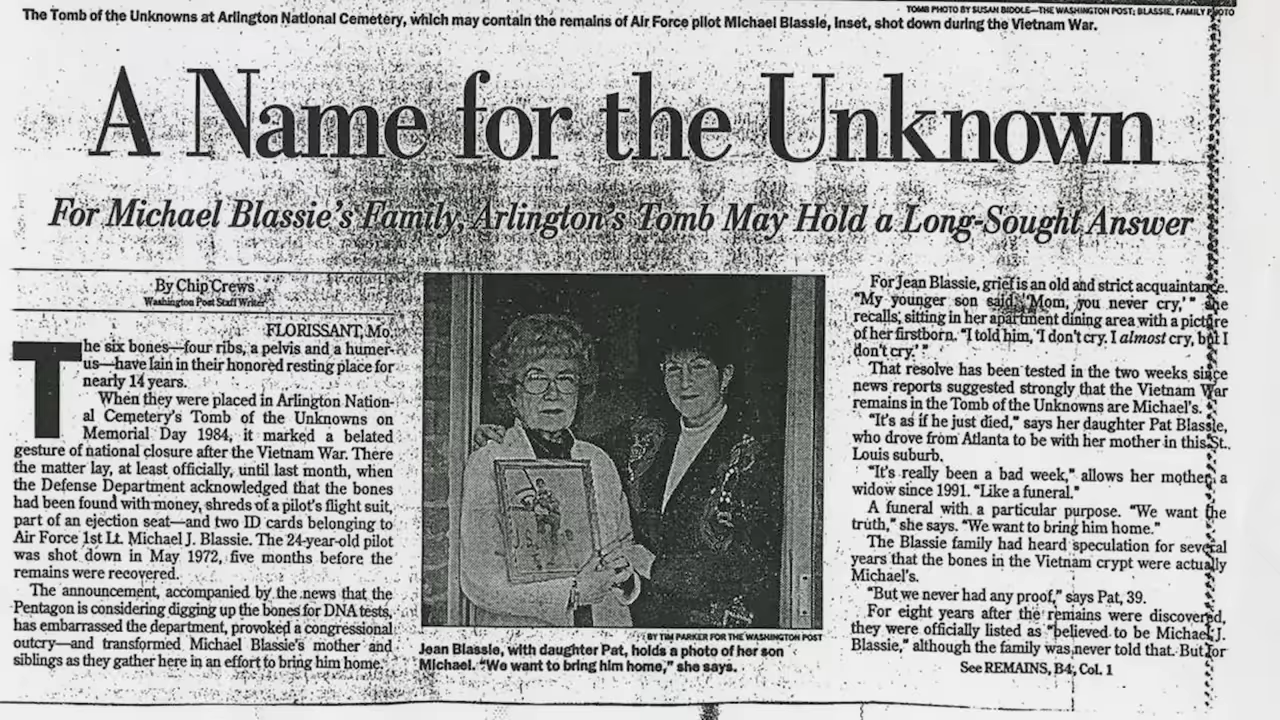 TOMB PHOTO BY SUSAN BIDDLE—THE WASHINGTON POST; BLASSIE, FAMILY PHOTO
The Tomb of the Unknowns at Arlington National Cemetery, which may contain the remains of Air Force pilot Michael Blassie, inset, shot down during the Vietnam War.
A Name for the Unknown
For Michael Blassie's Family, Arlington's Tomb May Hold a Long-Sought Answer
By Chip Crews
Washington Post Staff Writer
FLORISSANT, Mo.
The six bones—four ribs, a pelvis and a humer-
us—have lain in their honored resting place for
nearly 14 years.
When they were placed in Arlington Nation-
al Cemetery's Tomb of the Unknowns on
Memorial Day 1984, it marked a belated
gesture of national closure after the Vietnam War. There
the matter lay, at least officially, until last month, when
the Defense Department acknowledged that the bones
had been found with money, shreds of a pilot's flight suit,
part of an ejection seat—and two ID cards belonging to
Air Force 1st Lt. Michael J. Blassie. The 24-year-old pilot
was shot down in May 1972, five months before the
remains were recovered.
The announcement, accompanied by the news that the
Pentagon is considering digging up the bones for DNA tests,
has embarrassed the department, provoked a congressional
outcry—and transformed Michael Blassie's mother and
siblings as they gather here in an effort to bring him home.
BY TIM PARKER FOR THE WASHINGTON POST
Jean Blassie, with daughter Pat, holds a photo of her son
Michael. "We want to bring him home," she says.
For Jean Blassie, grief is an old and strict acquaintance.
"My younger son said, 'Mom, you never cry,'" she
recalls, sitting in her apartment dining area with a picture
of her firstborn. "I told him, 'I don't cry. I almost cry, but I
don't cry.'"
That resolve has been tested in the two weeks since
news reports suggested strongly that the Vietnam War
remains in the Tomb of the Unknowns are Michael's.
"It's as if he just died," says her daughter Pat Blassie,
who drove from Atlanta to be with her mother in this St.
Louis suburb.
"It's really been a bad week," allows her mother, a
widow since 1991. "Like a funeral."
A funeral with a particular purpose. "We want the
truth," she says. "We want to bring him home."
The Blassie family had heard speculation for several
years that the bones in the Vietnam crypt were actually
Michael's.
"But we never had any proof," says Pat, 39.
For eight years after the remains were discovered,
they were officially listed as "believed to be Michael J.
Blassie," although the family was never told that. But for
See REMAINS, B4, Col. 1